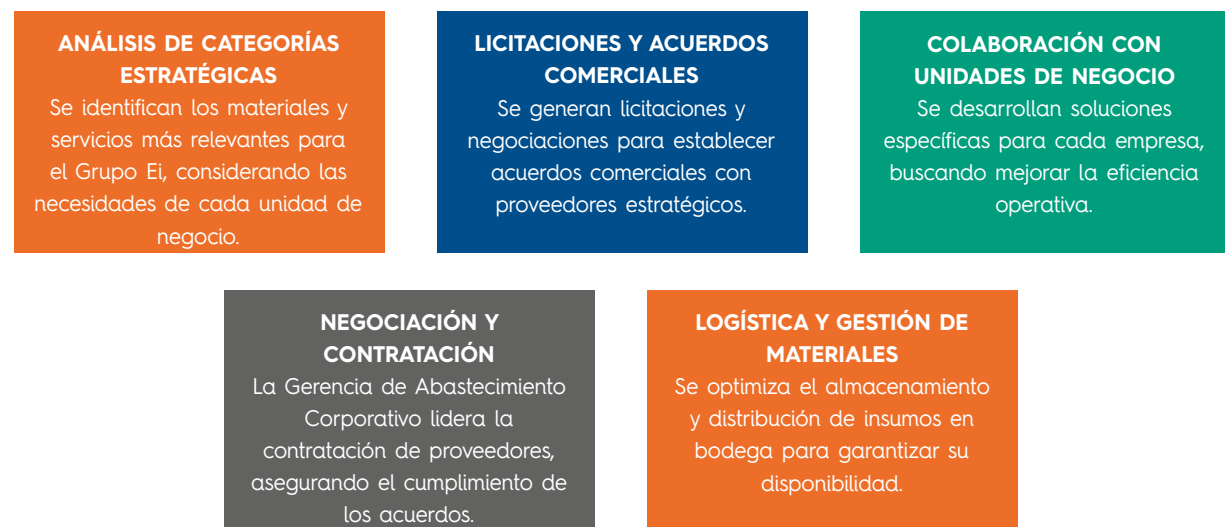 ANÁLISIS DE CATEGORÍAS
ESTRATÉGICAS
Se identifican los materiales y
servicios más relevantes para
el Grupo Ei, considerando las
necesidades de cada unidad de
negocio.
LICITACIONES Y ACUERDOS
COMERCIALES
Se generan licitaciones y
negociaciones para establecer
acuerdos comerciales con
proveedores estratégicos.
COLABORACIÓN CON
UNIDADES DE NEGOCIO
Se desarrollan soluciones
específicas para cada empresa,
buscando mejorar la eficiencia
operativa.
NEGOCIACIÓN Y
CONTRATACIÓN
La Gerencia de Abastecimiento
Corporativo lidera la
contratación de proveedores,
asegurando el cumplimiento de
los acuerdos.
LOGÍSTICA Y GESTIÓN DE
MATERIALES
Se optimiza el almacenamiento
y distribución de insumos en
bodega para garantizar su
disponibilidad.